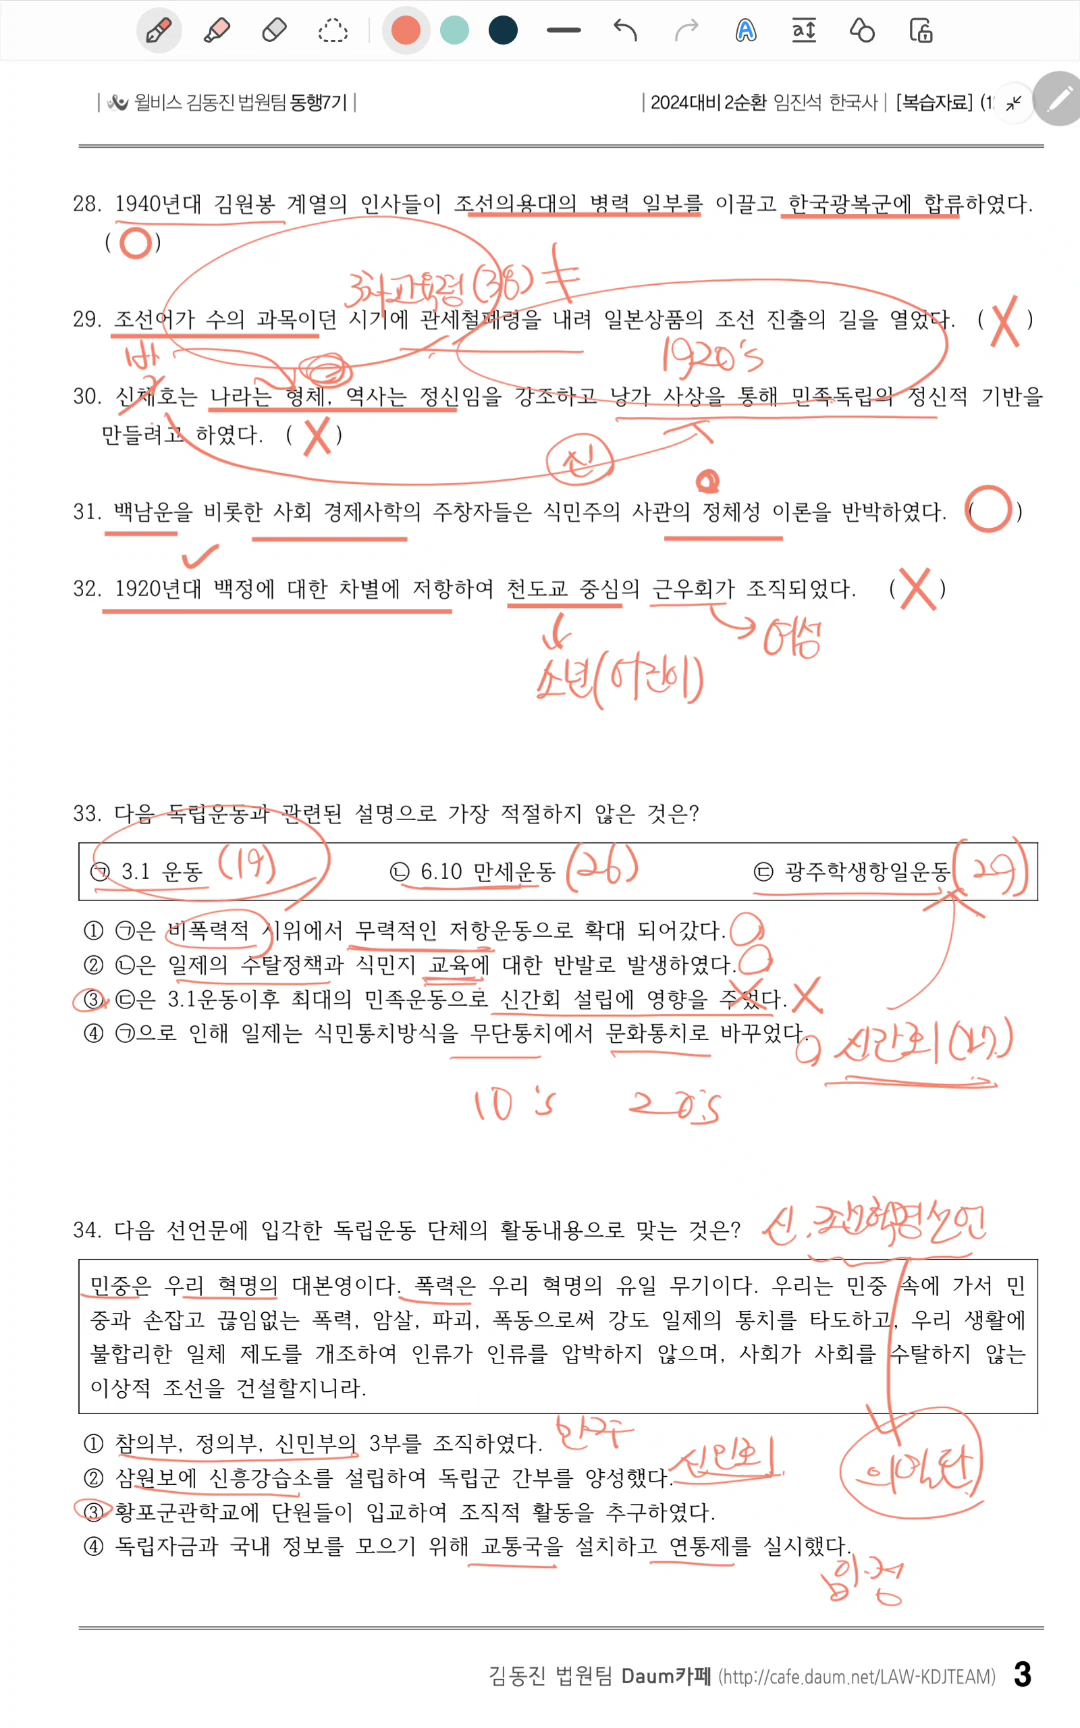 윌비스 김동진 법원팀 동행7기 |
| 2024대비 2순환 임진석 한국사 | [복습자료] (1
28. 1940년대 김원봉 계열의 인사들이 조선의용대의 병력 일부를 이끌고 한국광복군에 합류하였다.
( O )
3차교육령 (38) ≠
29. 조선어가 수의 과목이던 시기에 관세철폐령을 내려 일본상품의 조선 진출의 길을 열었다. ( X )
박
1920's
30. 신채호는 나라는 형체, 역사는 정신임을 강조하고 낭가 사상을 통해 민족독립의 정신적 기반을
만들려고 하였다. ( X )
신
31. 백남운을 비롯한 사회 경제사학의 주창자들은 식민주의 사관의 정체성 이론을 반박하였다. ( O )
32. 1920년대 백정에 대한 차별에 저항하여 천도교 중심의 근우회가 조직되었다. ( X )
여성
소년(어린이)
33. 다음 독립운동과 관련된 설명으로 가장 적절하지 않은 것은?
㉠ 3.1 운동 (19) ㉡ 6.10 만세운동 (26) ㉢ 광주학생항일운동 (29)
① ㉠은 비폭력적 시위에서 무력적인 저항운동으로 확대 되어갔다. O
② ㉡은 일제의 수탈정책과 식민지 교육에 대한 반발로 발생하였다. O
③ ㉢은 3.1운동이후 최대의 민족운동으로 신간회 설립에 영향을 주었다. X
④ ㉠으로 인해 일제는 식민통치방식을 무단통치에서 문화통치로 바꾸었다. O 신간회 (27)
10's 20's
34. 다음 선언문에 입각한 독립운동 단체의 활동내용으로 맞는 것은? 신. 조선혁명선언
민중은 우리 혁명의 대본영이다. 폭력은 우리 혁명의 유일 무기이다. 우리는 민중 속에 가서 민
중과 손잡고 끊임없는 폭력, 암살, 파괴, 폭동으로써 강도 일제의 통치를 타도하고, 우리 생활에
불합리한 일체 제도를 개조하여 인류가 인류를 압박하지 않으며, 사회가 사회를 수탈하지 않는
이상적 조선을 건설할지니라.
① 참의부, 정의부, 신민부의 3부를 조직하였다. 만주
② 삼원보에 신흥강습소를 설립하여 독립군 간부를 양성했다. 신민회
의열단
③ 황포군관학교에 단원들이 입교하여 조직적 활동을 추구하였다.
④ 독립자금과 국내 정보를 모으기 위해 교통국을 설치하고 연통제를 실시했다.
임.정
김동진 법원팀 Daum카페 (http://cafe.daum.net/LAW-KDJTEAM) 3